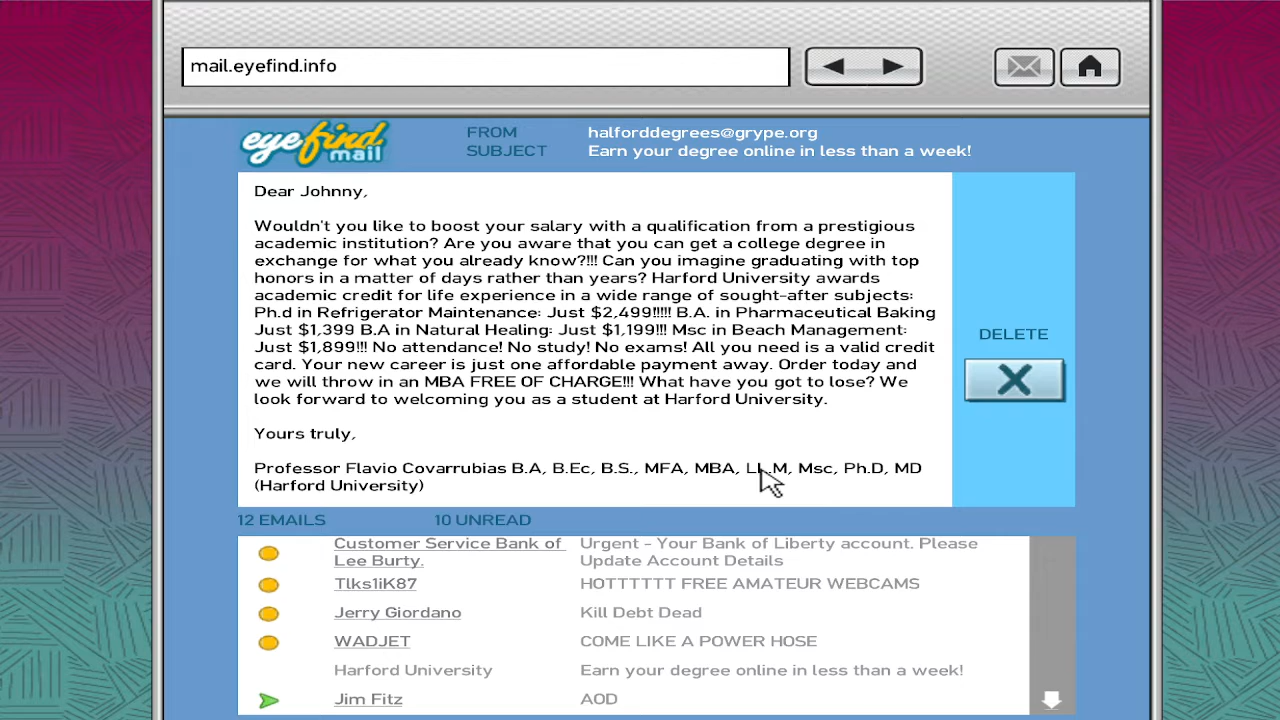 mail.eyefind.info
eyefind
mail
FROM halforddegrees@grype.org
SUBJECT Earn your degree online in less than a week!
Dear Johnny,
Wouldn't you like to boost your salary with a qualification from a prestigious
academic institution? Are you aware that you can get a college degree in
exchange for what you already know?!!! Can you imagine graduating with top
honors in a matter of days rather than years? Harford University awards
academic credit for life experience in a wide range of sought-after subjects:
Ph.d in Refrigerator Maintenance: Just $2,499!!!!! B.A. in Pharmaceutical Baking
Just $1,399 B.A in Natural Healing: Just $1,199!!! Msc in Beach Management:
Just $1,899!!! No attendance! No study! No exams! All you need is a valid credit
card. Your new career is just one affordable payment away. Order today and
we will throw in an MBA FREE OF CHARGE!!! What have you got to lose? We
look forward to welcoming you as a student at Harford University.
Yours truly,
Professor Flavio Covarrubias B.A, B.Ec, B.S., MFA, MBA, LL.M, Msc, Ph.D, MD
(Harford University)
DELETE
12 EMAILS 10 UNREAD
Customer Service Bank of Urgent - Your Bank of Liberty account. Please
Lee Burty. Update Account Details
Tlks1iK87 HOTTTTTT FREE AMATEUR WEBCAMS
Jerry Giordano Kill Debt Dead
WADJET COME LIKE A POWER HOSE
Harford University Earn your degree online in less than a week!
Jim Fitz AOD